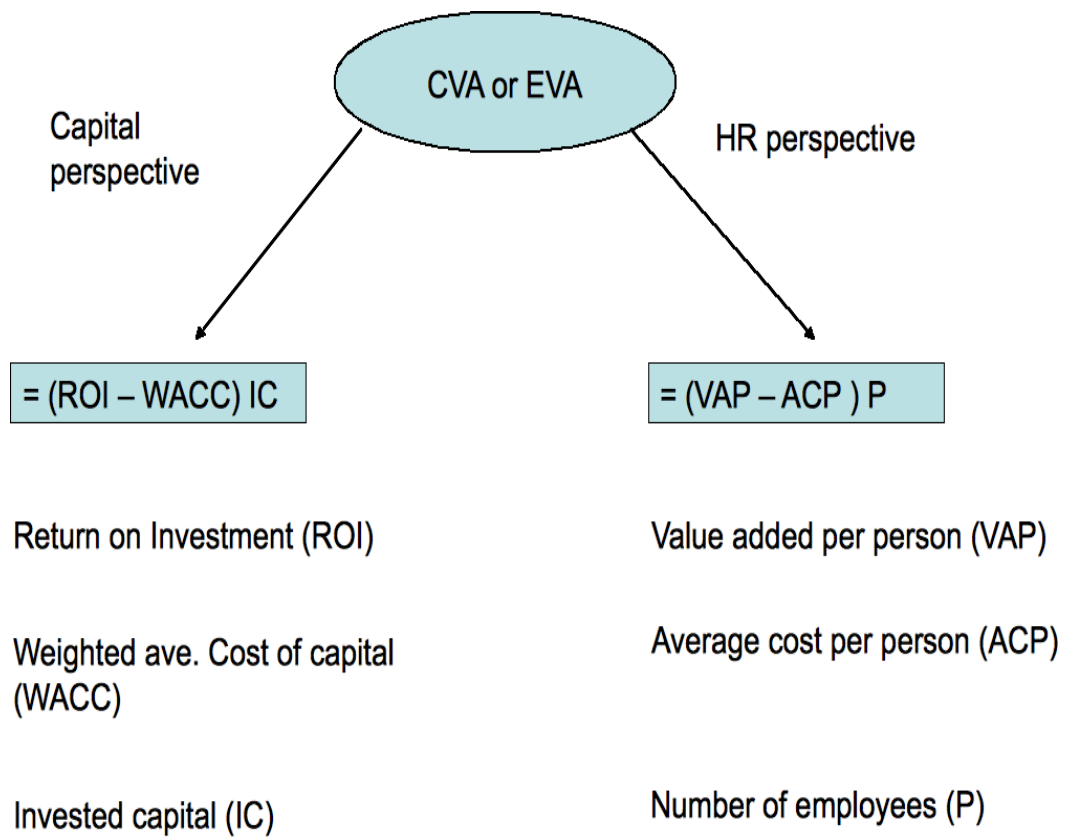 CVA or EVA
Capital
perspective
HR perspective
= (ROI – WACC) IC
= (VAP – ACP ) P
Return on Investment (ROI)
Value added per person (VAP)
Weighted ave. Cost of capital
(WACC)
Average cost per person (ACP)
Invested capital (IC)
Number of employees (P)